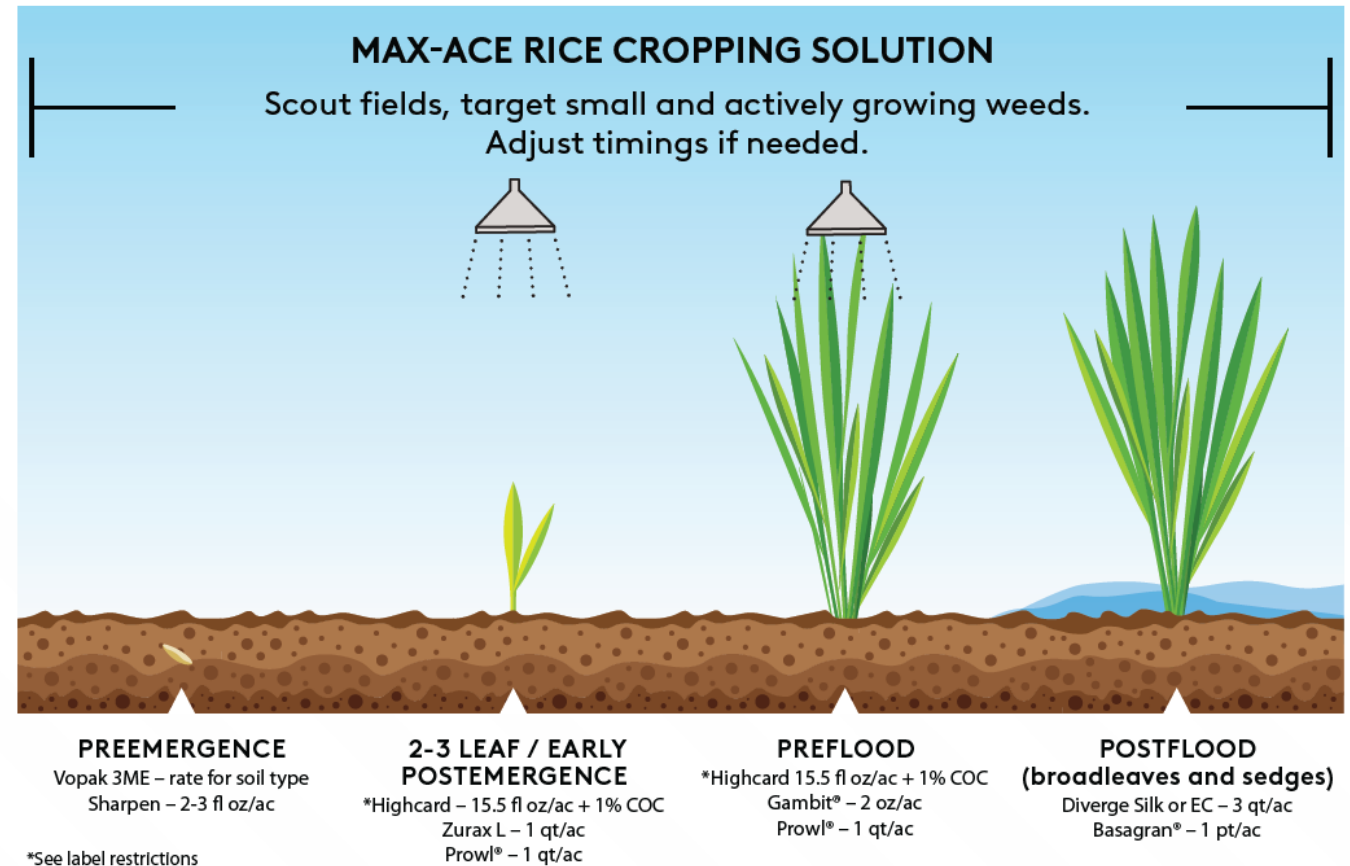 MAX-ACE RICE CROPPING SOLUTION
Scout fields, target small and actively growing weeds.
Adjust timings if needed.
PREEMERGENCE
Vopak 3ME – rate for soil type
Sharpen – 2-3 fl oz/ac
2-3 LEAF / EARLY
POSTEMERGENCE
*Highcard – 15.5 fl oz/ac + 1% COC
Zurax L – 1 qt/ac
Prowl® – 1 qt/ac
PREFLOOD
*Highcard 15.5 fl oz/ac + 1% COC
Gambit® – 2 oz/ac
Prowl® – 1 qt/ac
POSTFLOOD
(broadleaves and sedges)
Diverge Silk or EC – 3 qt/ac
Basagran® – 1 pt/ac
*See label restrictions